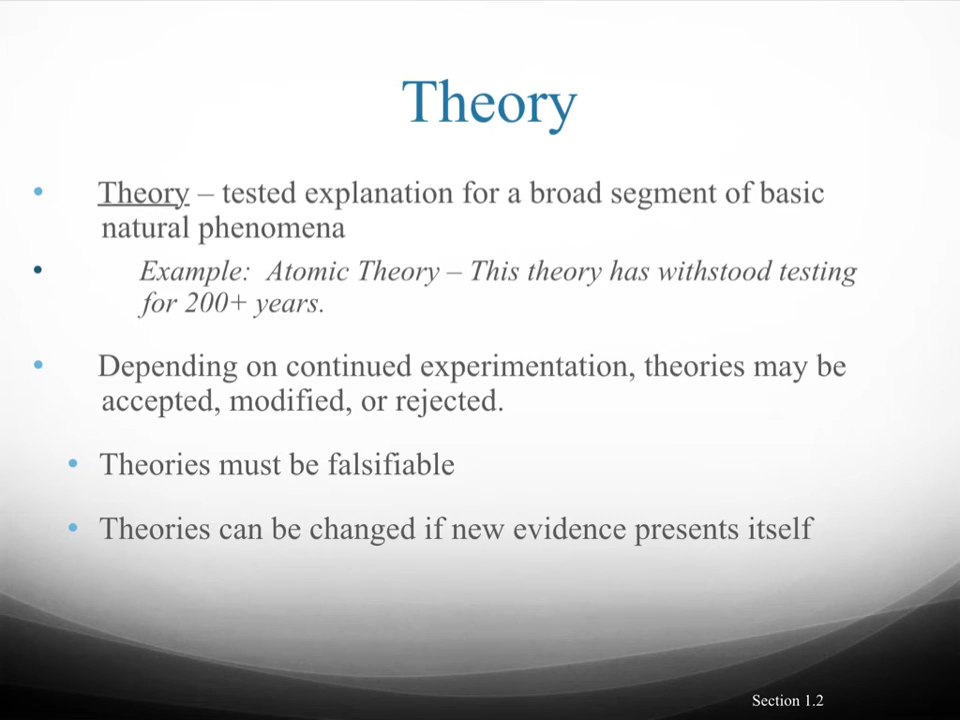 Theory
• Theory – tested explanation for a broad segment of basic
natural phenomena
• Example: Atomic Theory – This theory has withstood testing
for 200+ years.
• Depending on continued experimentation, theories may be
accepted, modified, or rejected.
• Theories must be falsifiable
• Theories can be changed if new evidence presents itself
Section 1.2